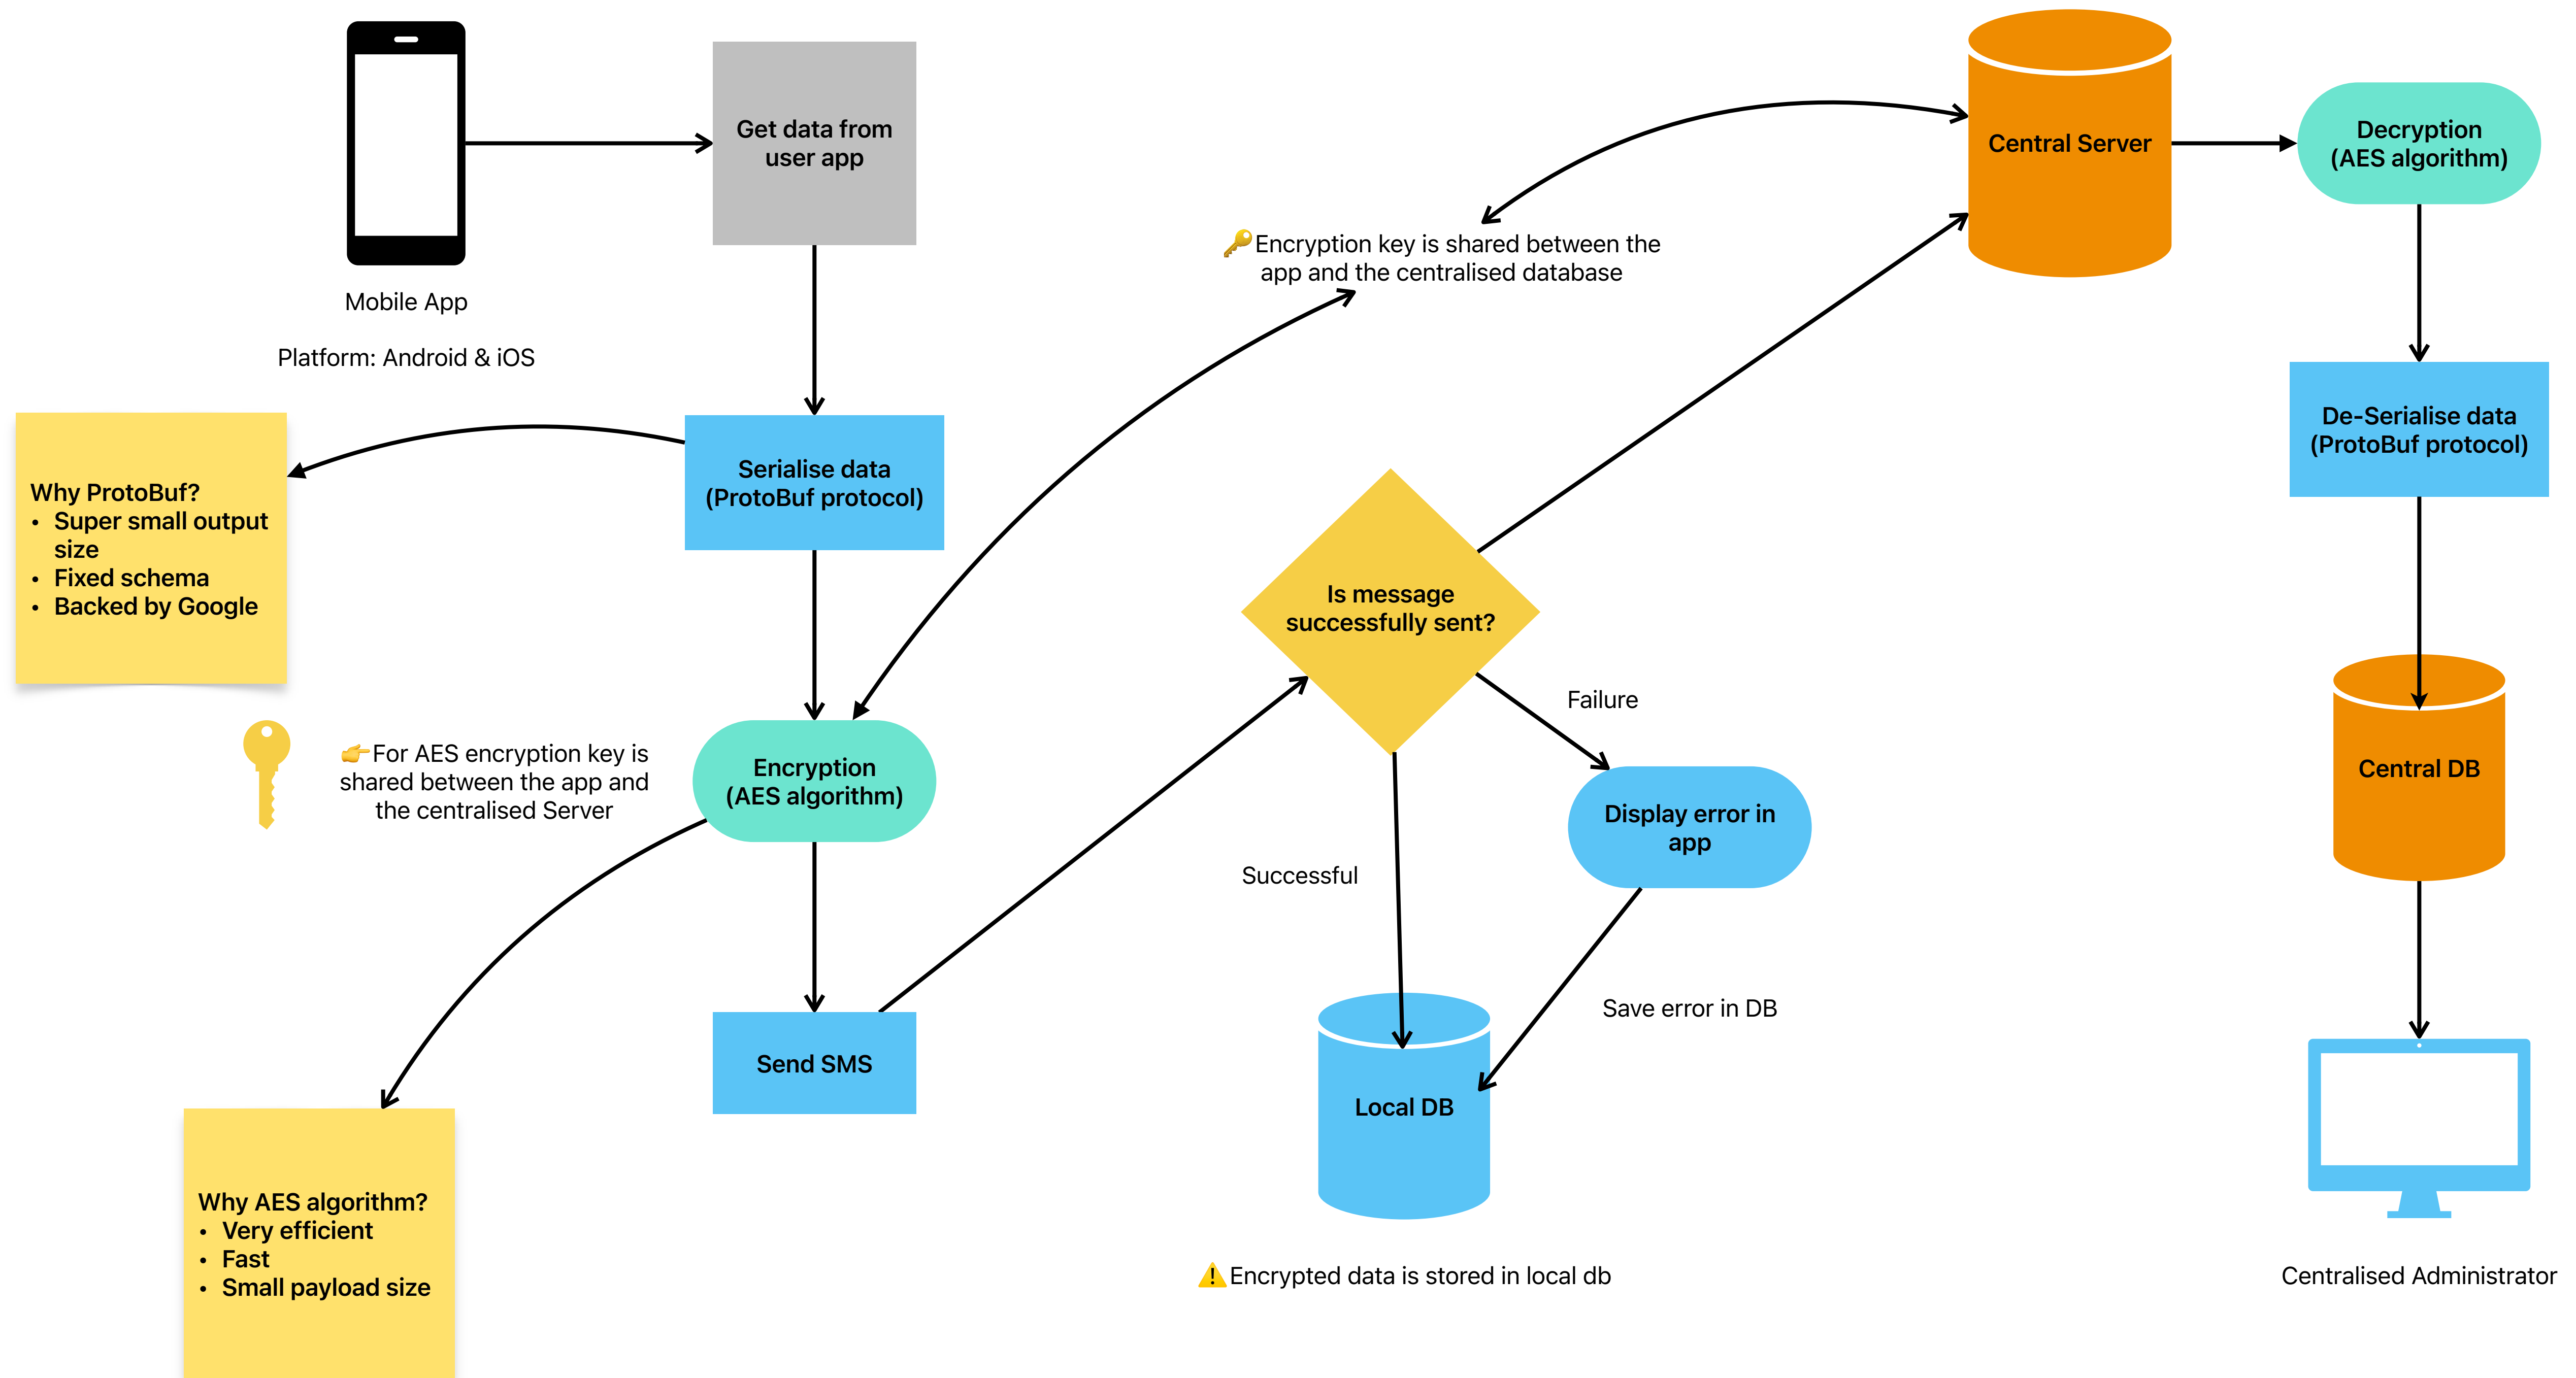 Get data from
user app
Mobile App
Platform: Android & iOS
Serialise data
(ProtoBuf protocol)
Why ProtoBuf?
• Super small output
size
• Fixed schema
• Backed by Google
👉For AES encryption key is
shared between the app and
the centralised Server
Encryption
(AES algorithm)
Send SMS
Why AES algorithm?
• Very efficient
• Fast
• Small payload size
🔑Encryption key is shared between the
app and the centralised database
Is message
successfully sent?
Failure
Successful
Display error in
app
Save error in DB
Local DB
⚠️Encrypted data is stored in local db
Central Server
Decryption
(AES algorithm)
De-Serialise data
(ProtoBuf protocol)
Central DB
Centralised Administrator